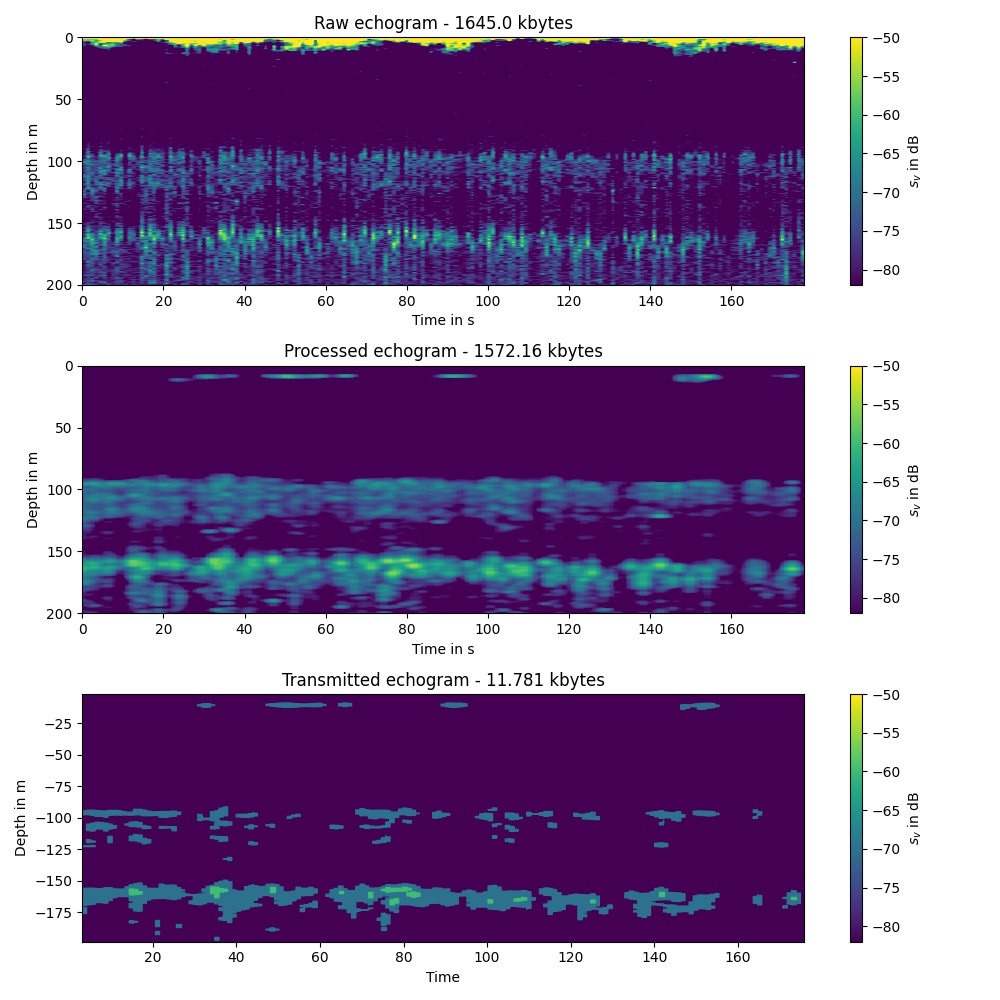 Raw echogram - 1645.0 kbytes
0
50
100
150
200
Depth in m
0 20 40 60 80 100 120 140 160
Time in s
−50
−55
−60
−65
−70
−75
−80
sv in dB
Processed echogram - 1572.16 kbytes
0
50
100
150
200
Depth in m
0 20 40 60 80 100 120 140 160
Time in s
−50
−55
−60
−65
−70
−75
−80
sv in dB
Transmitted echogram - 11.781 kbytes
−25
−50
−75
−100
−125
−150
−175
Depth in m
20 40 60 80 100 120 140 160
Time
−50
−55
−60
−65
−70
−75
−80
sv in dB